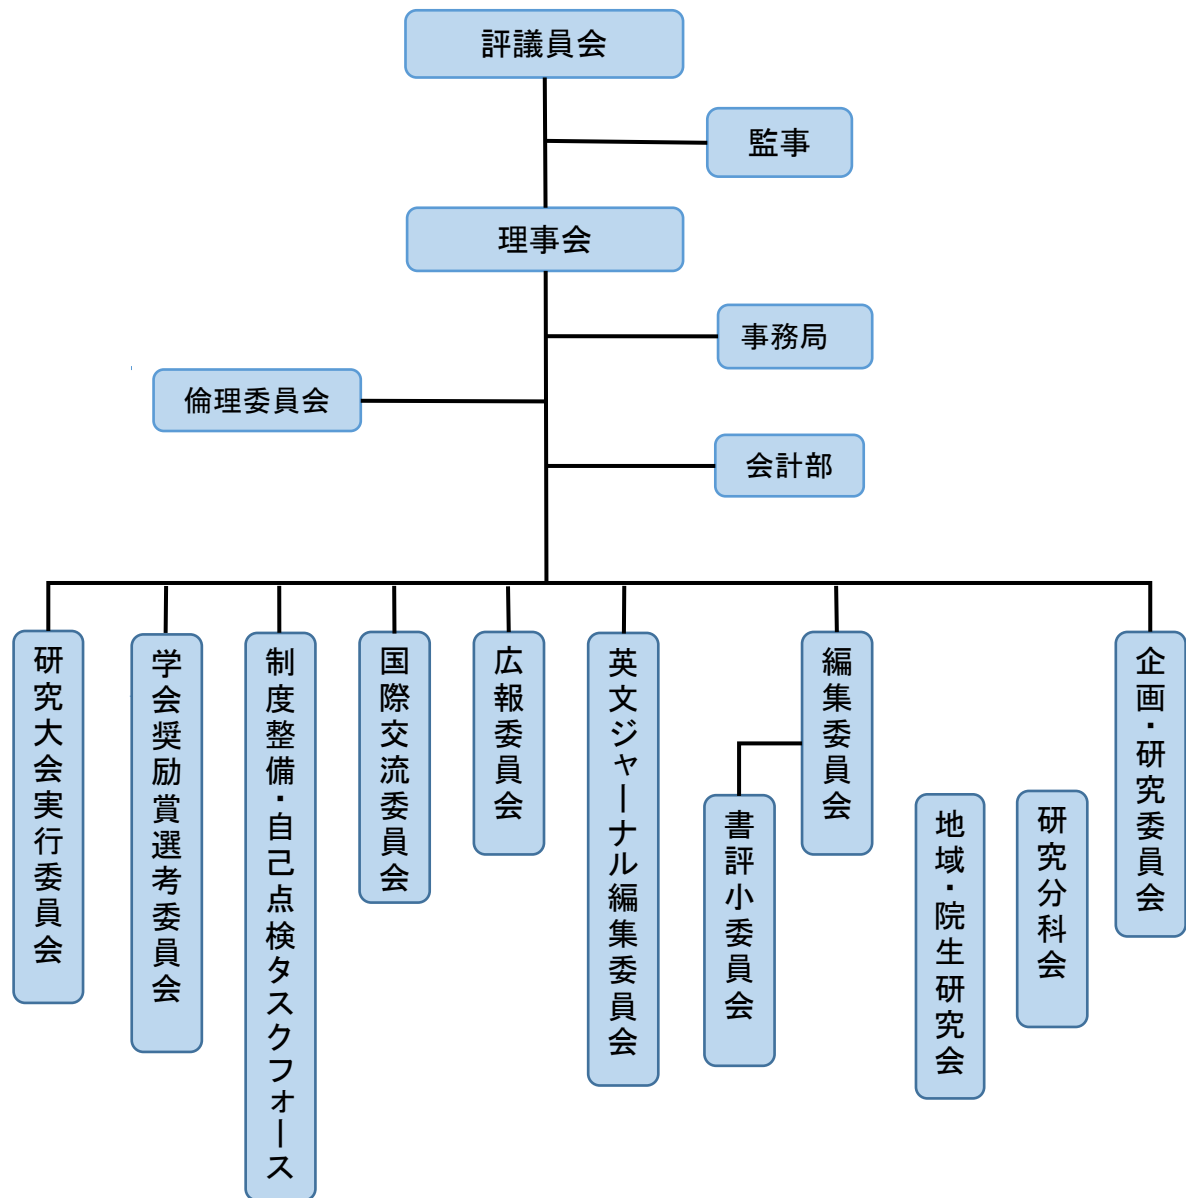 評議員会
監事
理事会
事務局
倫理委員会
会計部
研究大会実行委員会
学会奨励賞選考委員会
制度整備・自己点検タスクフォース
国際交流委員会
広報委員会
英文ジャーナル編集委員会
書評小委員会
編集委員会
地域・院生研究会
研究分科会
企画・研究委員会